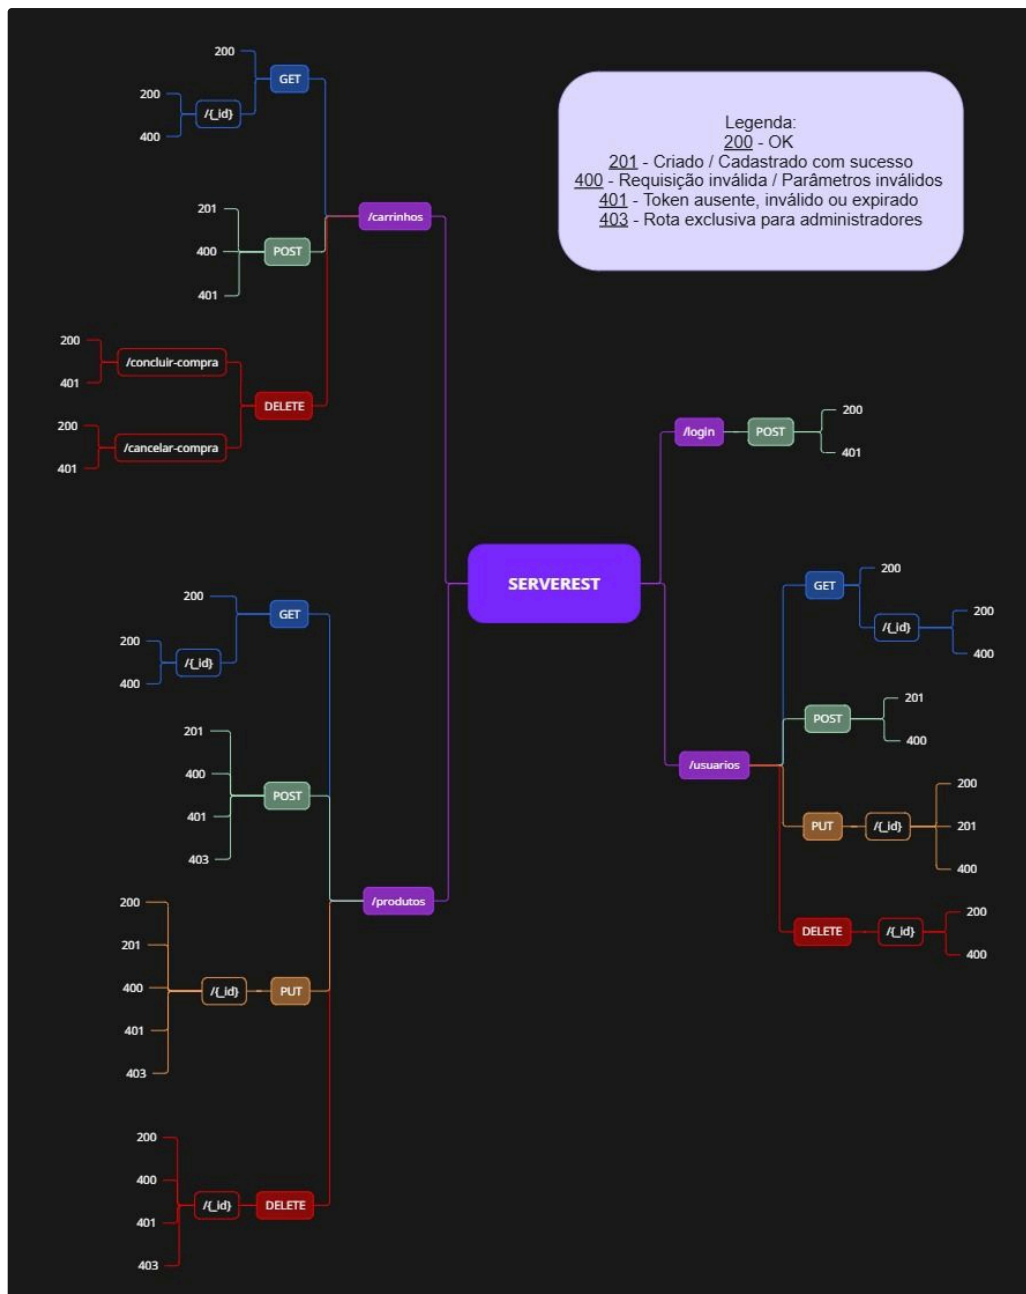 Legenda:
200 - OK
201 - Criado / Cadastrado com sucesso
400 - Requisição inválida / Parâmetros inválidos
401 - Token ausente, inválido ou expirado
403 - Rota exclusiva para administradores
SERVEREST
/carrinhos
GET
200
/{_id}
200
400
POST
201
400
401
DELETE
/concluir-compra
200
401
/cancelar-compra
200
401
/produtos
GET
200
/{_id}
200
400
POST
201
400
401
403
PUT
/{_id}
200
201
400
401
403
DELETE
/{_id}
200
400
401
403
/login
POST
200
401
/usuarios
GET
200
/{_id}
200
400
POST
201
400
PUT
/{_id}
200
201
400
DELETE
/{_id}
200
400